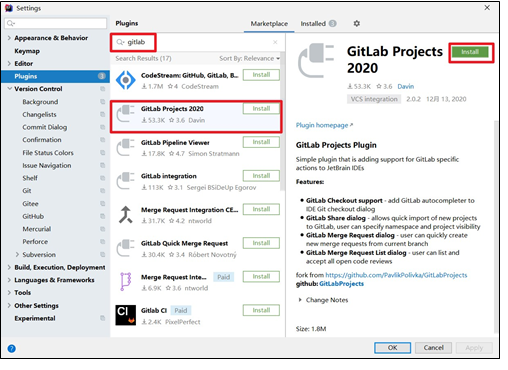 Settings
Plugins
Marketplace
Installed
Appearance & Behavior
Keymap
Editor
Plugins
Version Control
Background
Changelists
Commit Dialog
Confirmation
File Status Colors
Issue Navigation
Shelf
Git
Gitee
GitHub
Mercurial
Perforce
Subversion
Build, Execution, Deployment
Languages & Frameworks
Tools
Other Settings
Experimental
gitlab
Search Results (17)
Sort By: Relevance
CodeStream: GitHub, GitLab, B...
Install
1.7M 4 CodeStream
GitLab Projects 2020
Install
53.3K 3.6 Davin
GitLab Pipeline Viewer
Install
17.8K 4.7 Simon Stratmann
GitLab integration
Install
113K 3.1 Sergei BSiDeUp Egorov
Merge Request Integration CE...
Install
31.7K 4.2 ntworld
GitLab Quick Merge Request
Install
30.4K 3.4 Róbert Novotný
Merge Request Inte...
Paid
Install
6.9K 3.6 ntworld
Gitlab CI
Paid
Install
2.4K PixelPerfect
GitLab Projects
2020
Install
53.3K 3.6 Davin
VCS integration 2.0.2 12月 13, 2020
Plugin homepage
GitLab Projects Plugin
Simple plugin that is adding support for GitLab specific
actions to JetBrain IDEs
Features:
GitLab Checkout support - add GitLab autocompleter to
IDE Git checkout dialog
GitLab Share dialog - allows quick import of new projects
to GitLab, user can specify namespace and project visibility
GitLab Merge Request dialog - user can quickly create
new merge requests from current branch
GitLab Merge Request List dialog - user can list and
accept all open code reviews
fork from https://github.com/PavlikPolivka/GitLabProjects
github: GitLabProjects
Change Notes
Size: 1.8M
?
OK
Cancel
Apply